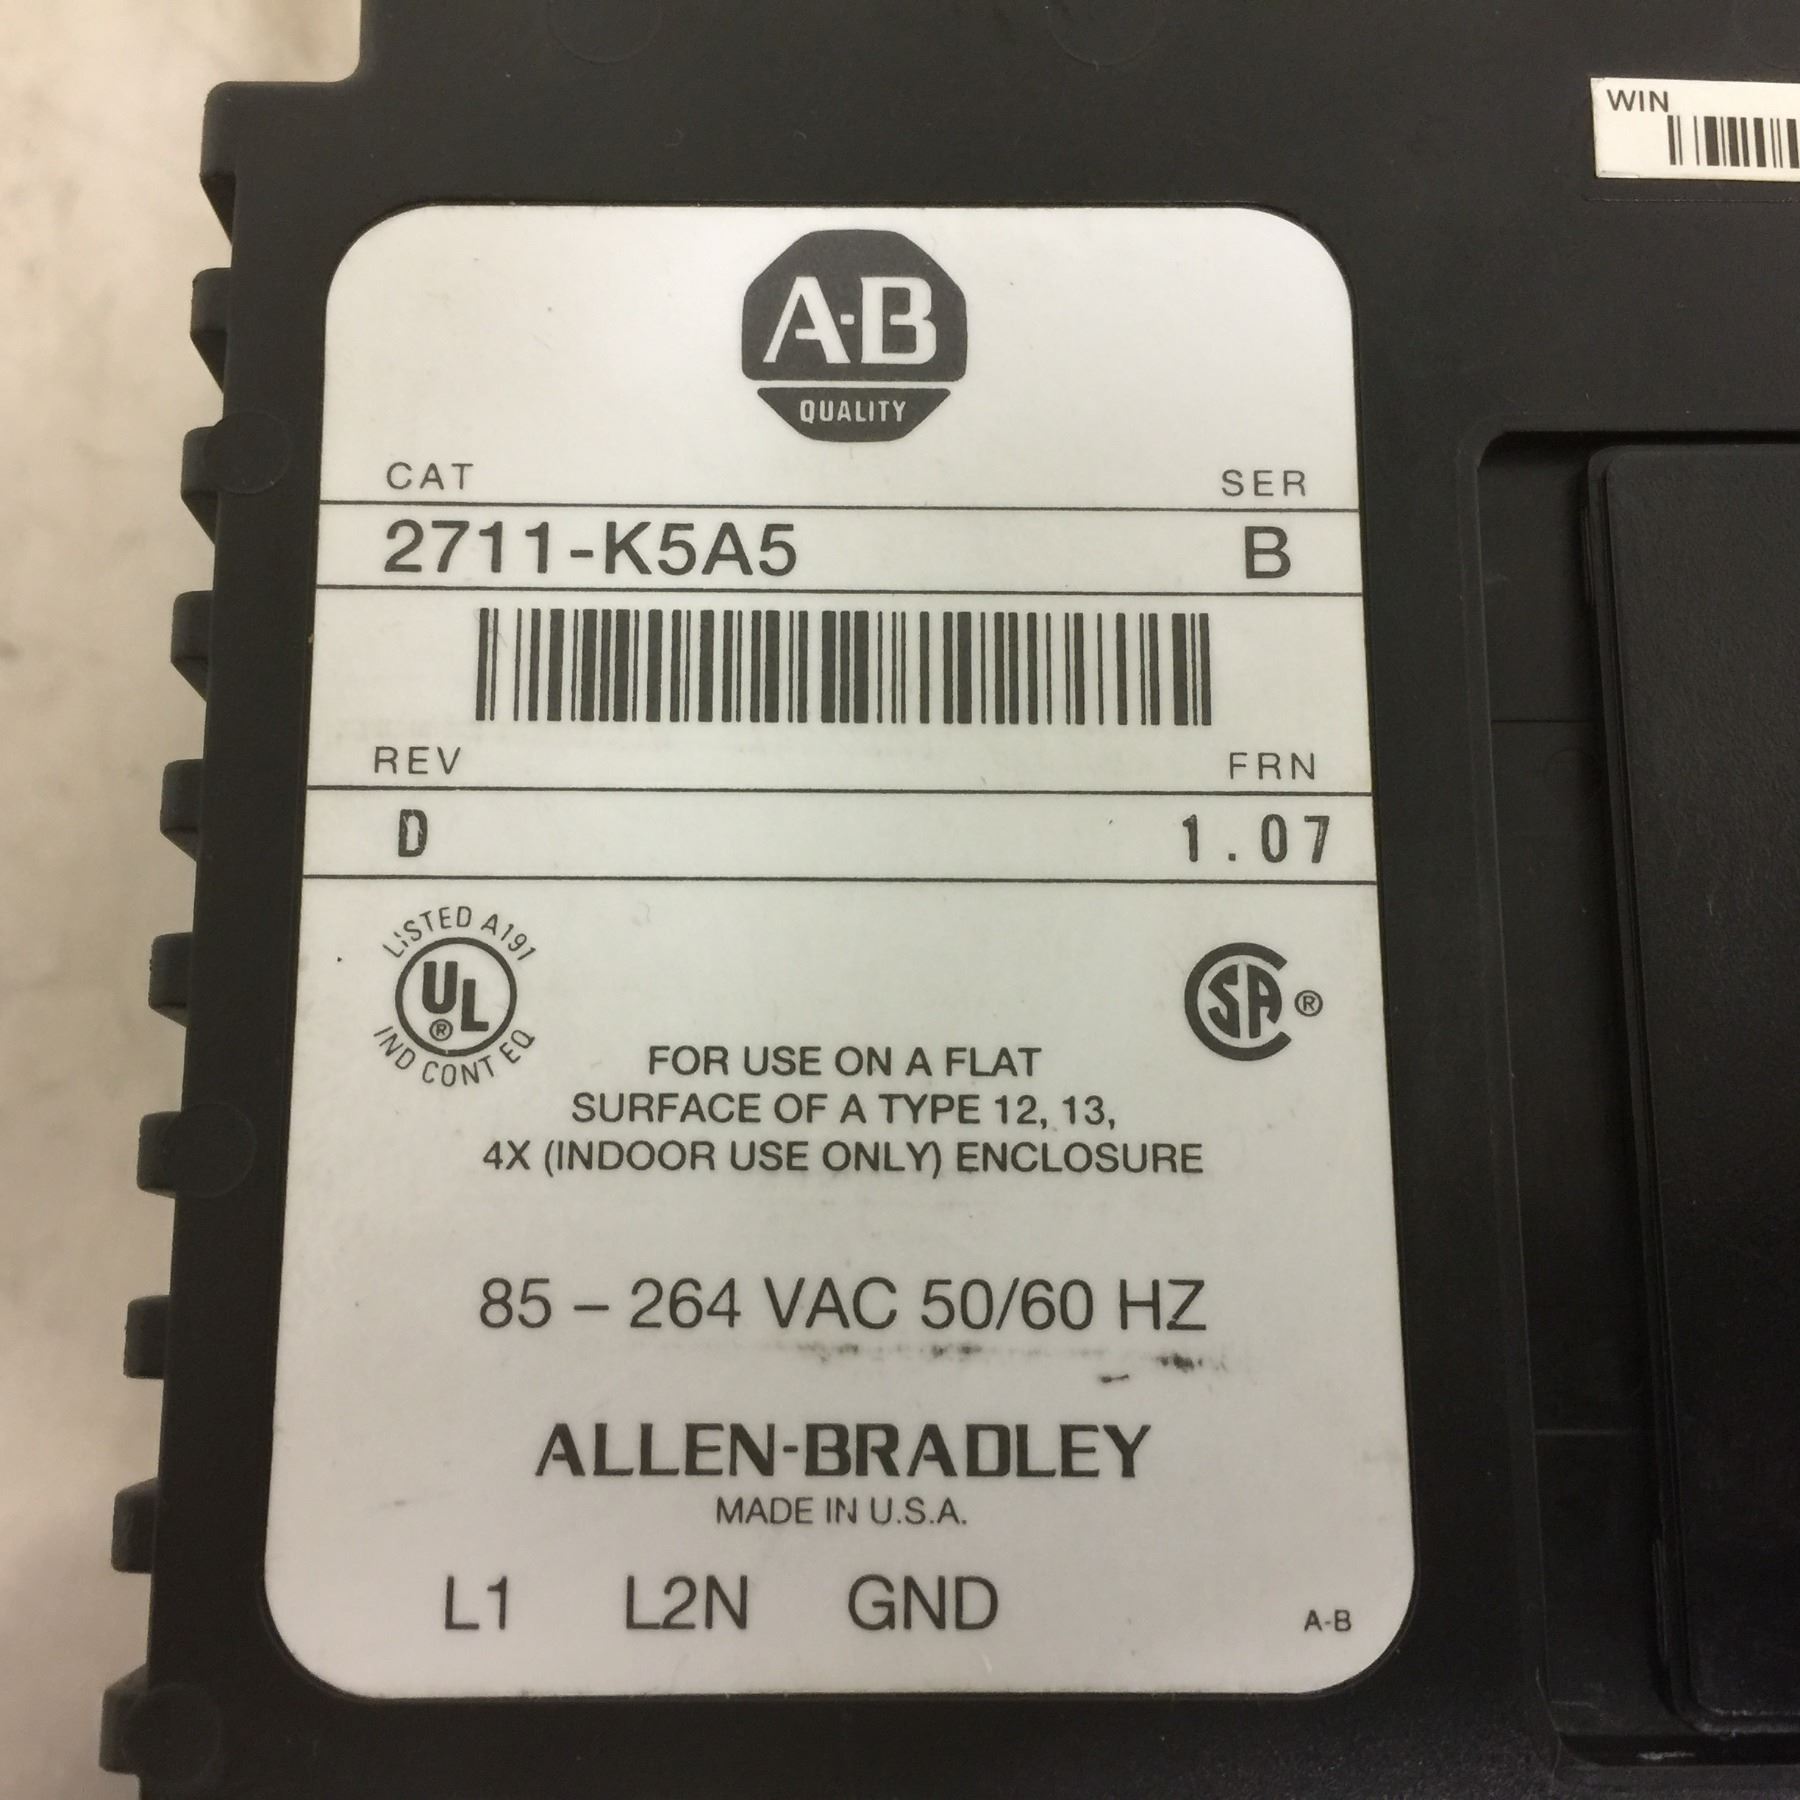 WIN
A-B
QUALITY
CAT SER
2711-K5A5 B
REV FRN
D 1.07
LISTED A191
UL
®
IND CONT EQ
SA ®
FOR USE ON A FLAT
SURFACE OF A TYPE 12, 13,
4X (INDOOR USE ONLY) ENCLOSURE
85 – 264 VAC 50/60 HZ
ALLEN-BRADLEY
MADE IN U.S.A.
L1 L2N GND A-B